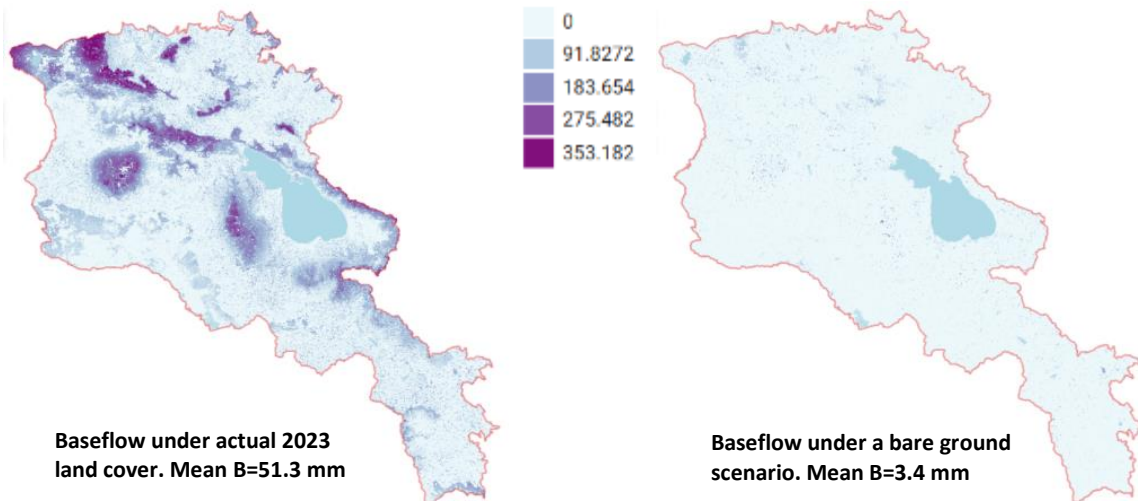 0
91.8272
183.654
275.482
353.182
Baseflow under actual 2023
land cover. Mean B=51.3 mm
Baseflow under a bare ground
scenario. Mean B=3.4 mm